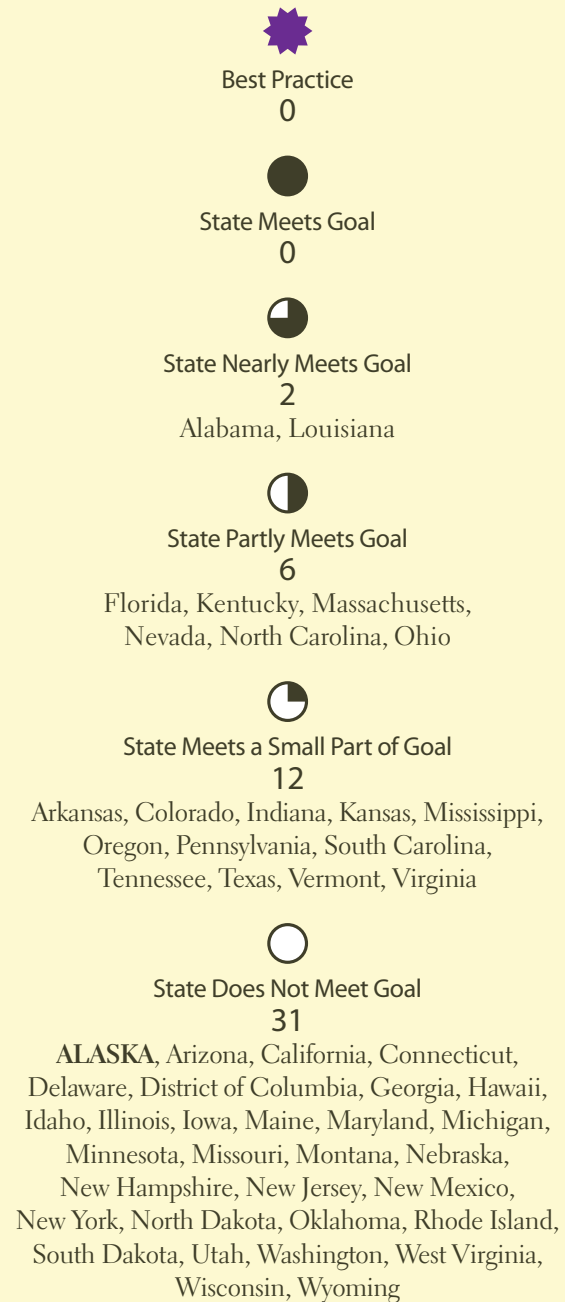 Best Practice
0
State Meets Goal
0
State Nearly Meets Goal
2
Alabama, Louisiana
State Partly Meets Goal
6
Florida, Kentucky, Massachusetts,
Nevada, North Carolina, Ohio
State Meets a Small Part of Goal
12
Arkansas, Colorado, Indiana, Kansas, Mississippi,
Oregon, Pennsylvania, South Carolina,
Tennessee, Texas, Vermont, Virginia
State Does Not Meet Goal
31
ALASKA, Arizona, California, Connecticut,
Delaware, District of Columbia, Georgia, Hawaii,
Idaho, Illinois, Iowa, Maine, Maryland, Michigan,
Minnesota, Missouri, Montana, Nebraska,
New Hampshire, New Jersey, New Mexico,
New York, North Dakota, Oklahoma, Rhode Island,
South Dakota, Utah, Washington, West Virginia,
Wisconsin, Wyoming